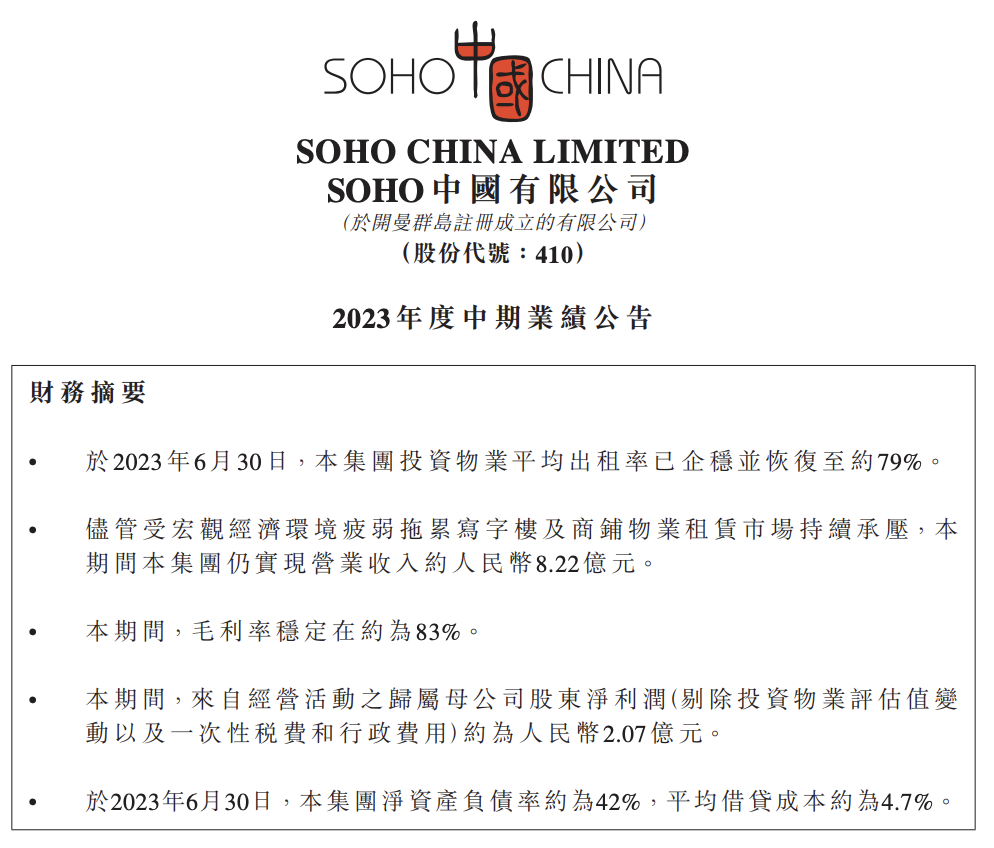 SOHO中國CHINA
SOHO CHINA LIMITED
SOHO中國有限公司
(於開曼群島註冊成立的有限公司)
(股份代號：410)
2023年度中期業績公告
財務摘要
• 於2023年6月30日，本集團投資物業平均出租率已企穩並恢復至約79%。
• 儘管受宏觀經濟環境疲弱拖累寫字樓及商鋪物業租賃市場持續承壓，本
期間本集團仍實現營業收入約人民幣8.22億元。
• 本期間，毛利率穩定在約為83%。
• 本期間，來自經營活動之歸屬母公司股東淨利潤(剔除投資物業評估值變
動以及一次性税費和行政費用)約為人民幣2.07億元。
• 於2023年6月30日，本集團淨資產負債率約為42%，平均借貸成本約為4.7%。